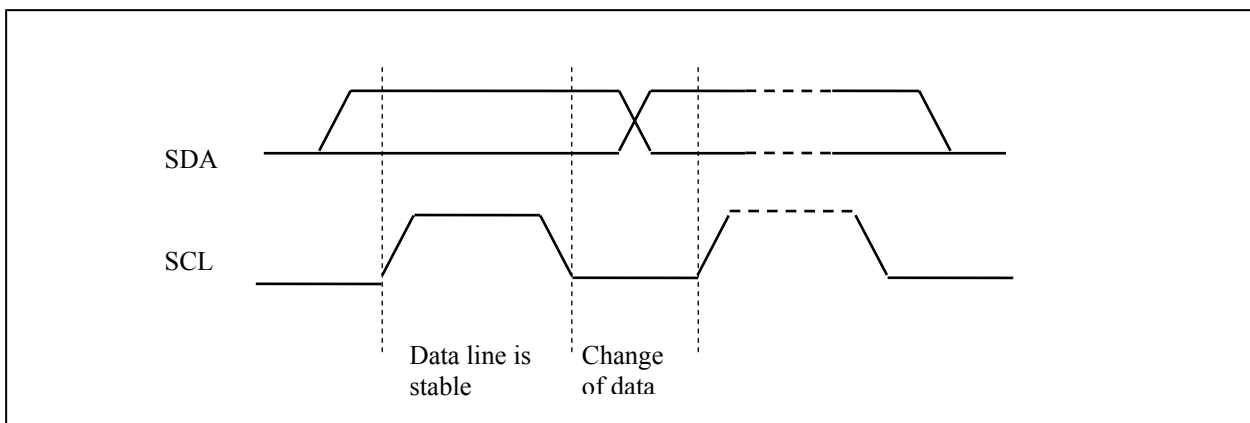 SDA
SCL
Data line is
stable
Change
of data